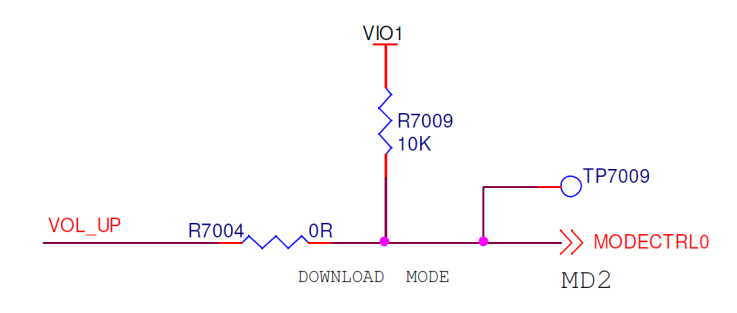 VIO1
R7009
10K
TP7009
VOL_UP
R7004
0R
MODECTRL0
DOWNLOAD MODE
MD2